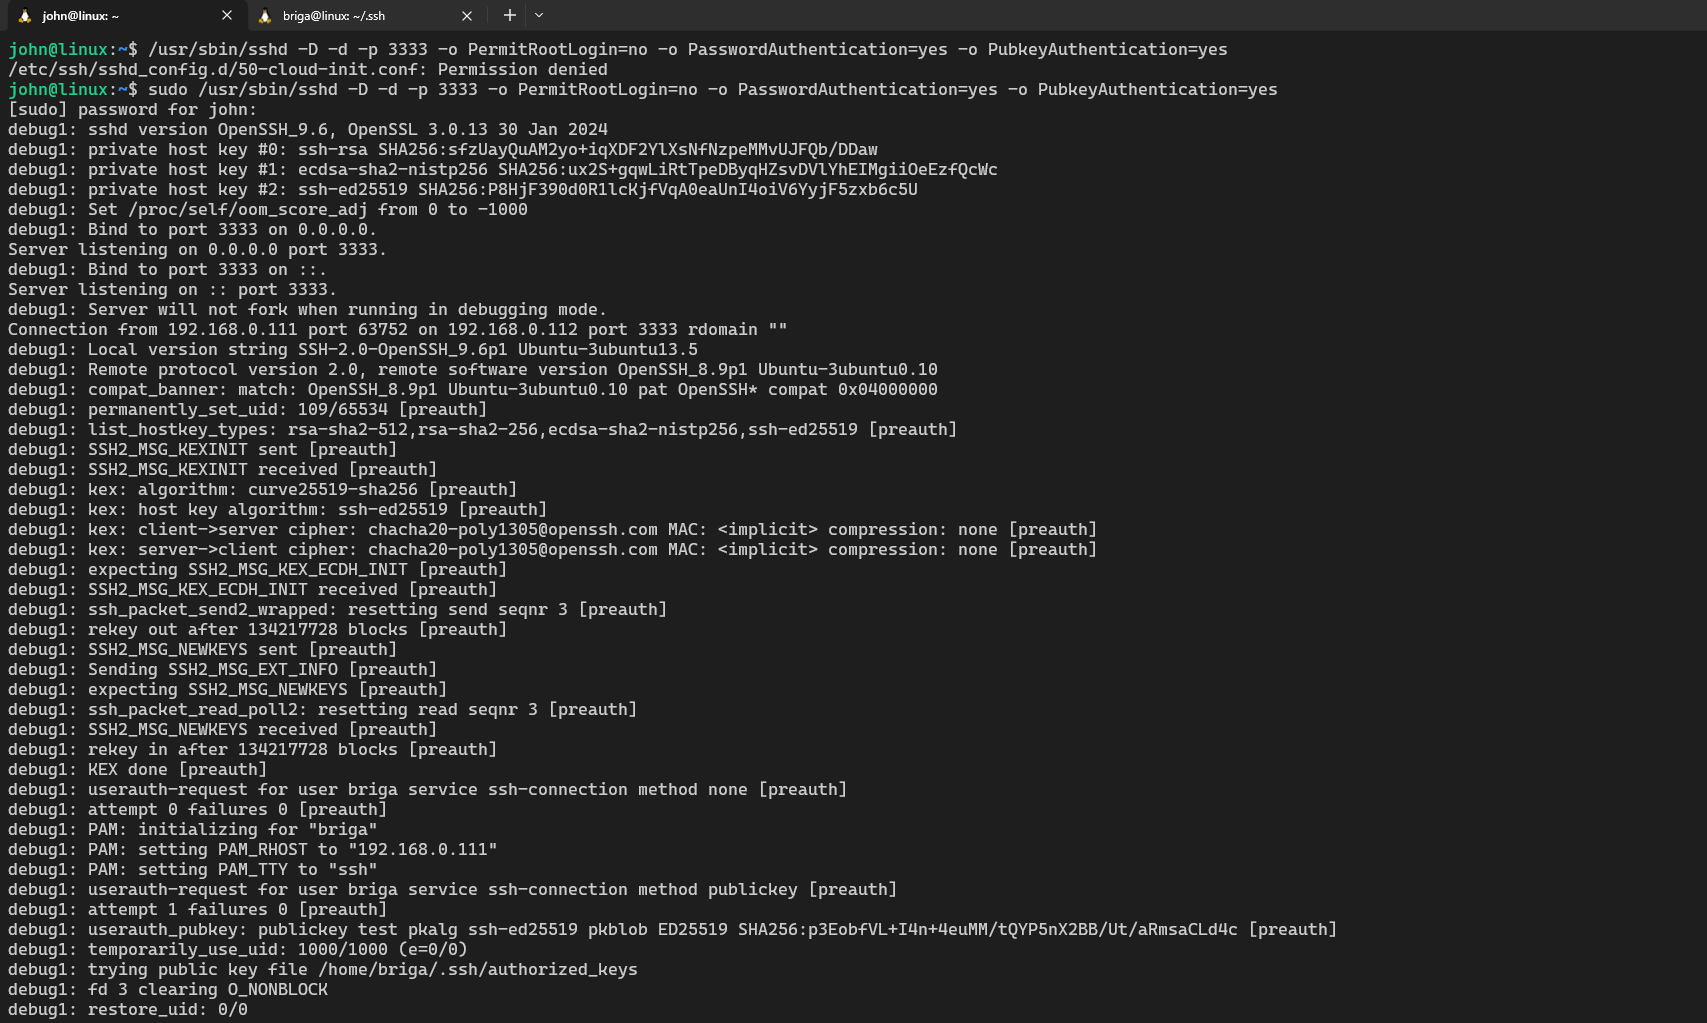 john@linux: ~
briga@linux: ~/.ssh
john@linux:~$ /usr/sbin/sshd -D -d -p 3333 -o PermitRootLogin=no -o PasswordAuthentication=yes -o PubkeyAuthentication=yes
/etc/ssh/sshd_config.d/50-cloud-init.conf: Permission denied
john@linux:~$ sudo /usr/sbin/sshd -D -d -p 3333 -o PermitRootLogin=no -o PasswordAuthentication=yes -o PubkeyAuthentication=yes
[sudo] password for john:
debug1: sshd version OpenSSH_9.6, OpenSSL 3.0.13 30 Jan 2024
debug1: private host key #0: ssh-rsa SHA256:sfzUayQuAM2yo+iqXDF2YlXsNfNzpeMMvUJFQb/DDaw
debug1: private host key #1: ecdsa-sha2-nistp256 SHA256:ux2S+gqwLiRtTpeDByqHZsvDVlYhEIMgiiOeEzfQcWc
debug1: private host key #2: ssh-ed25519 SHA256:P8HjF390d0R1lcKjfVqA0eaUnI4oiV6YyjF5zxb6c5U
debug1: Set /proc/self/oom_score_adj from 0 to -1000
debug1: Bind to port 3333 on 0.0.0.0.
Server listening on 0.0.0.0 port 3333.
debug1: Bind to port 3333 on ::.
Server listening on :: port 3333.
debug1: Server will not fork when running in debugging mode.
Connection from 192.168.0.111 port 63752 on 192.168.0.112 port 3333 rdomain ""
debug1: Local version string SSH-2.0-OpenSSH_9.6p1 Ubuntu-3ubuntu13.5
debug1: Remote protocol version 2.0, remote software version OpenSSH_8.9p1 Ubuntu-3ubuntu0.10
debug1: compat_banner: match: OpenSSH_8.9p1 Ubuntu-3ubuntu0.10 pat OpenSSH* compat 0x04000000
debug1: permanently_set_uid: 109/65534 [preauth]
debug1: list_hostkey_types: rsa-sha2-512,rsa-sha2-256,ecdsa-sha2-nistp256,ssh-ed25519 [preauth]
debug1: SSH2_MSG_KEXINIT sent [preauth]
debug1: SSH2_MSG_KEXINIT received [preauth]
debug1: kex: algorithm: curve25519-sha256 [preauth]
debug1: kex: host key algorithm: ssh-ed25519 [preauth]
debug1: kex: client->server cipher: chacha20-poly1305@openssh.com MAC: <implicit> compression: none [preauth]
debug1: kex: server->client cipher: chacha20-poly1305@openssh.com MAC: <implicit> compression: none [preauth]
debug1: expecting SSH2_MSG_KEX_ECDH_INIT [preauth]
debug1: SSH2_MSG_KEX_ECDH_INIT received [preauth]
debug1: ssh_packet_send2_wrapped: resetting send seqnr 3 [preauth]
debug1: rekey out after 134217728 blocks [preauth]
debug1: SSH2_MSG_NEWKEYS sent [preauth]
debug1: Sending SSH2_MSG_EXT_INFO [preauth]
debug1: expecting SSH2_MSG_NEWKEYS [preauth]
debug1: ssh_packet_read_poll2: resetting read seqnr 3 [preauth]
debug1: SSH2_MSG_NEWKEYS received [preauth]
debug1: rekey in after 134217728 blocks [preauth]
debug1: KEX done [preauth]
debug1: userauth-request for user briga service ssh-connection method none [preauth]
debug1: attempt 0 failures 0 [preauth]
debug1: PAM: initializing for "briga"
debug1: PAM: setting PAM_RHOST to "192.168.0.111"
debug1: PAM: setting PAM_TTY to "ssh"
debug1: userauth-request for user briga service ssh-connection method publickey [preauth]
debug1: attempt 1 failures 0 [preauth]
debug1: userauth_pubkey: publickey test pkalg ssh-ed25519 pkblob ED25519 SHA256:p3EobfVL+I4n+4euMM/tQYP5nX2BB/Ut/aRmsaCLd4c [preauth]
debug1: temporarily_use_uid: 1000/1000 (e=0/0)
debug1: trying public key file /home/briga/.ssh/authorized_keys
debug1: fd 3 clearing O_NONBLOCK
debug1: restore_uid: 0/0